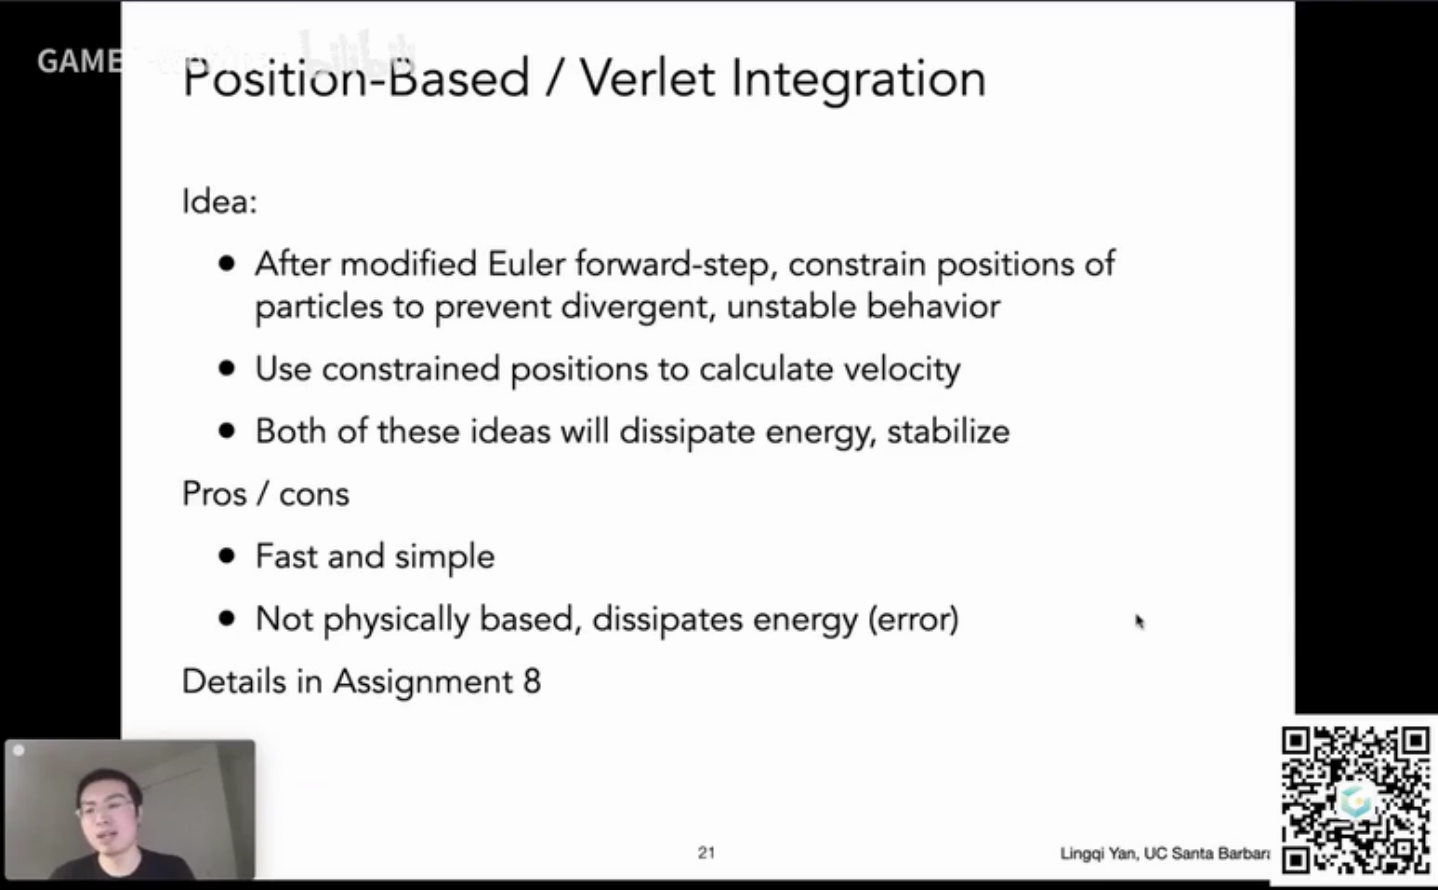 GAME
bilibili
Position-Based / Verlet Integration
Idea:
● After modified Euler forward-step, constrain positions of
particles to prevent divergent, unstable behavior
● Use constrained positions to calculate velocity
● Both of these ideas will dissipate energy, stabilize
Pros / cons
● Fast and simple
● Not physically based, dissipates energy (error)
Details in Assignment 8
21
Lingqi Yan, UC Santa Barbara